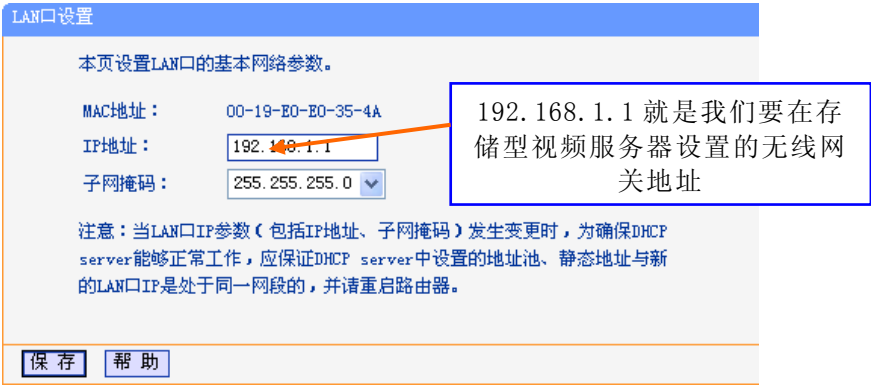 LAN口设置
本页设置LAN口的基本网络参数。
MAC地址： 00-19-E0-E0-35-4A
IP地址： 192.168.1.1
子网掩码： 255.255.255.0
192.168.1.1 就是我们要在存
储型视频服务器设置的无线网
关地址
注意：当LAN口IP参数（包括IP地址、子网掩码）发生变更时，为确保DHCP
server能够正常工作，应保证DHCP server中设置的地址池、静态地址与新
的LAN口IP是处于同一网段的，并请重启路由器。
保存 帮助